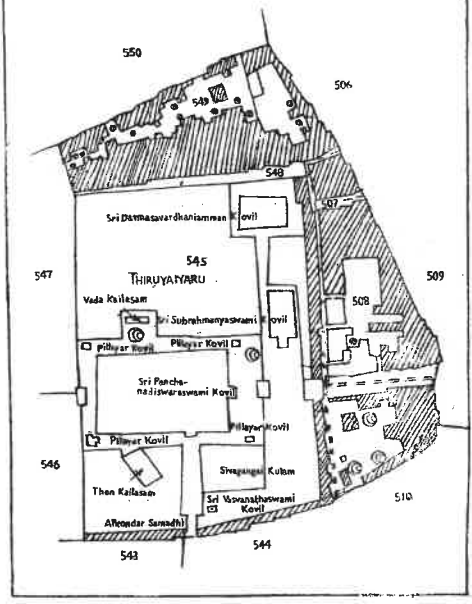 550
506
549
548
507
Sri Darmasavardhaniamman Kovil
545
547
509
THIRUVAIYARU
508
Vada Kailasam
Sri Subrahmanyaswami Kovil
Pillayar Kovil
Pillayar Kovil
Sri Pancha-
nadiswaraswami Kovil
Pillayar Kovil
Pillayar Kovil
546
Sivaganga Kulam
Then Kailasam
Sri Visvanathaswami
Kovil
510
Alkondar Samadhi
543
544